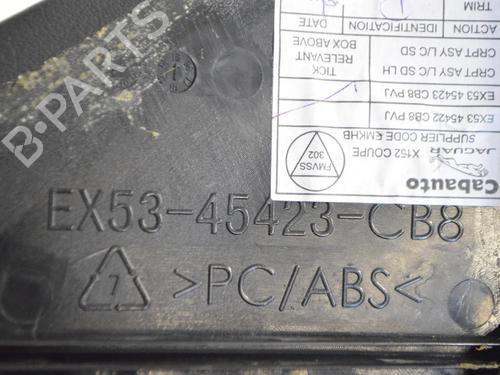 EX53-45423-CB8
7
>PC/ABS<
Cabauto
JAGUAR
X152 COUPE
SUPPLIER CODE EMKHB
FMVSS
302
EX53 45422 CB8 PVJ
EX53 45423 CB8 PVJ
CRPT ASY L/C SD LH
CRPT ASY L/C SD
TICK
RELEVANT
BOX ABOVE
ACTION
IDENTIFICATION
DATE
TRIM
B-PARTS